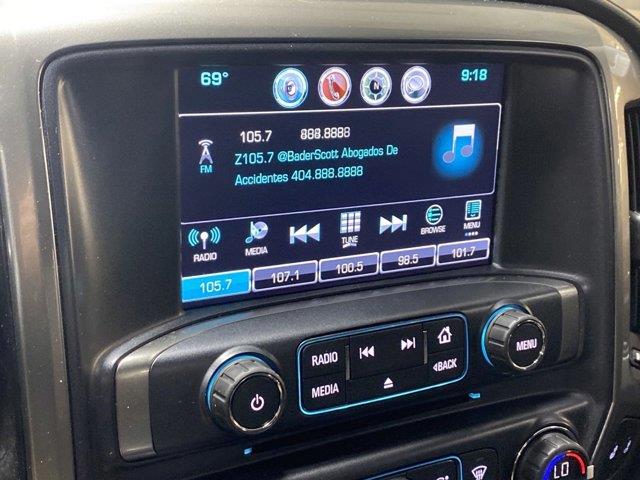 69°
N
9:18
105.7 888.8888
FM
Z105.7 @BaderScott Abogados De
Accidentes 404.888.8888
RADIO
MEDIA
TUNE
BROWSE
MENU
105.7
107.1
100.5
98.5
101.7
RADIO
MEDIA
BACK
MENU
LO